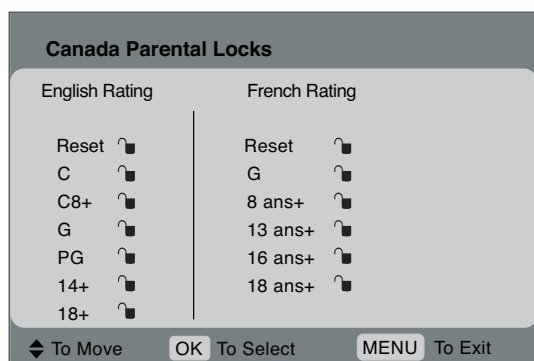 Canada Parental Locks
English Rating
Reset
C
C8+
G
PG
14+
18+
French Rating
Reset
G
8 ans+
13 ans+
16 ans+
18 ans+
To Move OK To Select MENU To Exit